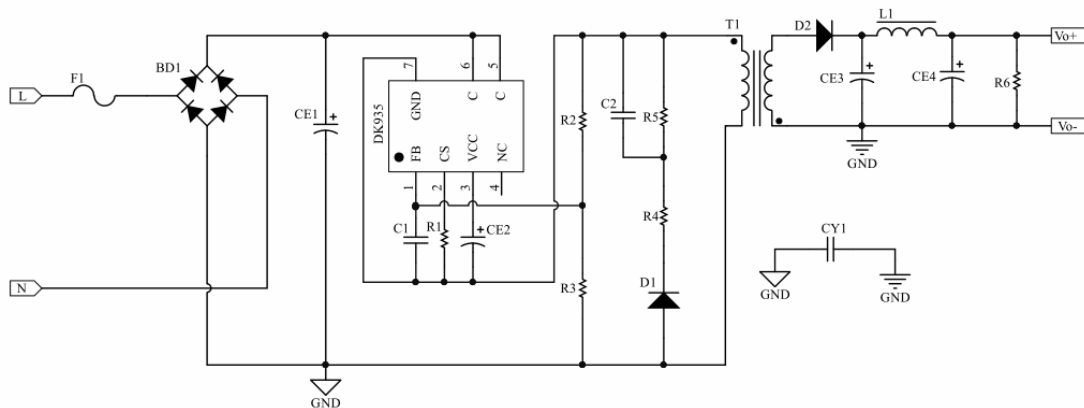 F1
L
BD1
N
CE1
GND
7
6
5
GND
C
C
DK935
FB
CS
VCC
NC
1
2
3
4
C1
R1
CE2
R2
R3
C2
R5
R4
D1
T1
D2
L1
CE3
CE4
R6
Vo+
Vo-
GND
CY1
GND
GND